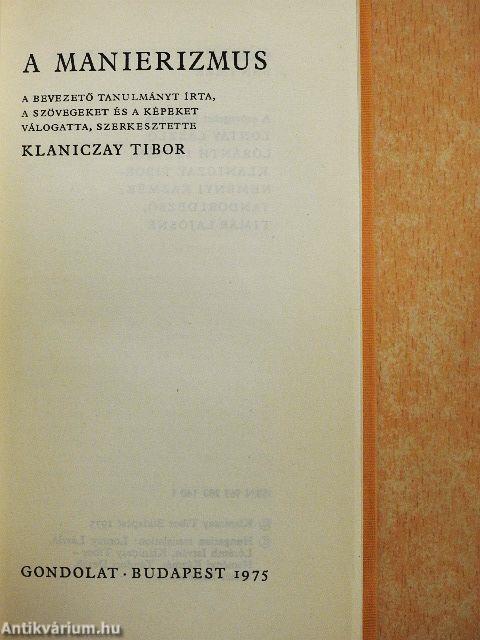 A MANIERIZMUS
A BEVEZETŐ TANULMÁNYT ÍRTA,
A SZÖVEGEKET ÉS A KÉPEKET
VÁLOGATTA, SZERKESZTETTE
KLANICZAY TIBOR
GONDOLAT · BUDAPEST 1975
Antikvárium.hu